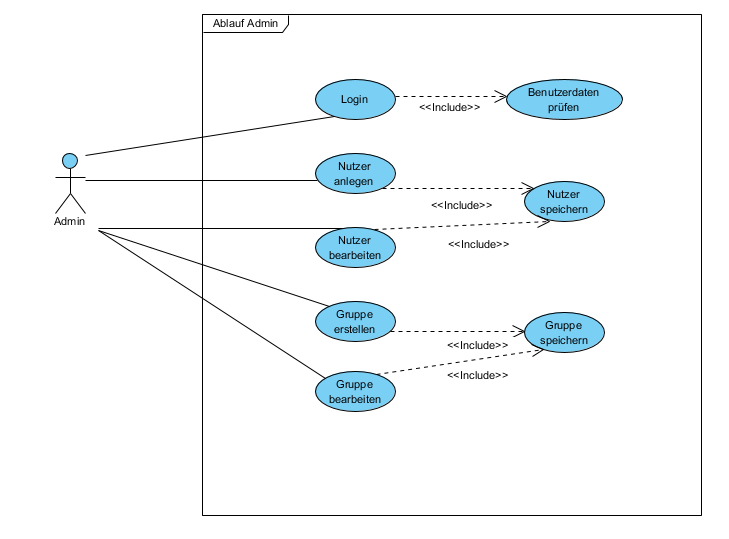 Ablauf Admin
Login
<<Include>>
Benutzerdaten
prüfen
Nutzer
anlegen
<<Include>>
Nutzer
speichern
Admin
Nutzer
bearbeiten
<<Include>>
Gruppe
erstellen
<<Include>>
Gruppe
speichern
Gruppe
bearbeiten
<<Include>>